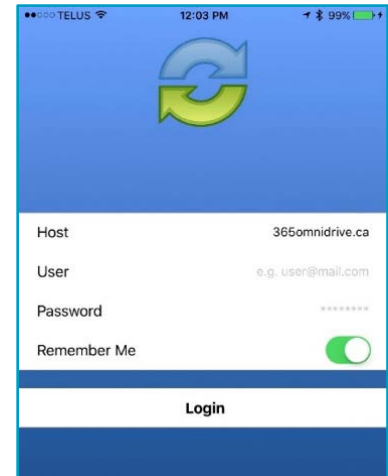 TELUS 12:03 PM 99%
Host 365omnidrive.ca
User e.g. user@mail.com
Password ********
Remember Me
Login